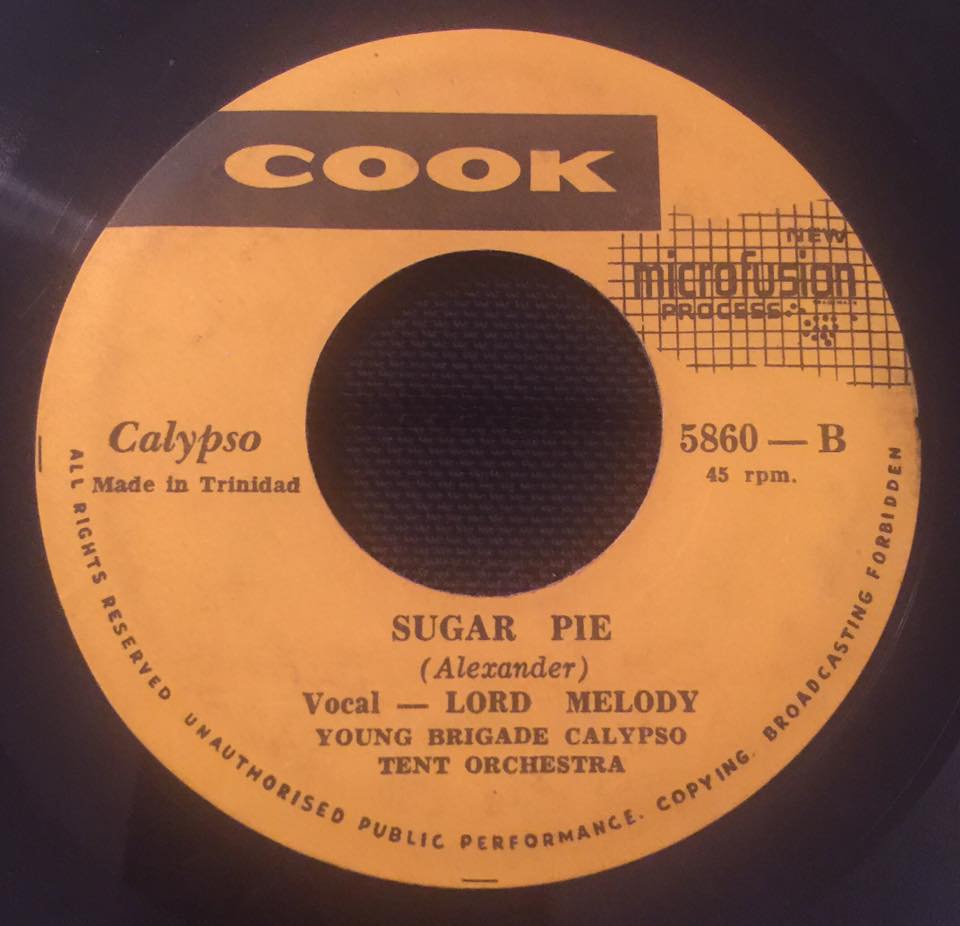 COOK
NEW
microfusion
PROCESS
Calypso
Made in Trinidad
5860 — B
45 rpm.
SUGAR PIE
(Alexander)
Vocal — LORD MELODY
YOUNG BRIGADE CALYPSO
TENT ORCHESTRA
ALL RIGHTS RESERVED UNAUTHORISED PUBLIC PERFORMANCE. COPYING. BROADCASTING FORBIDDEN